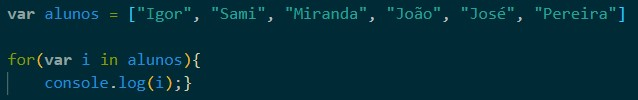 var alunos = ["Igor", "Sami", "Miranda", "João", "José", "Pereira"]
for(var i in alunos){
console.log(i);}